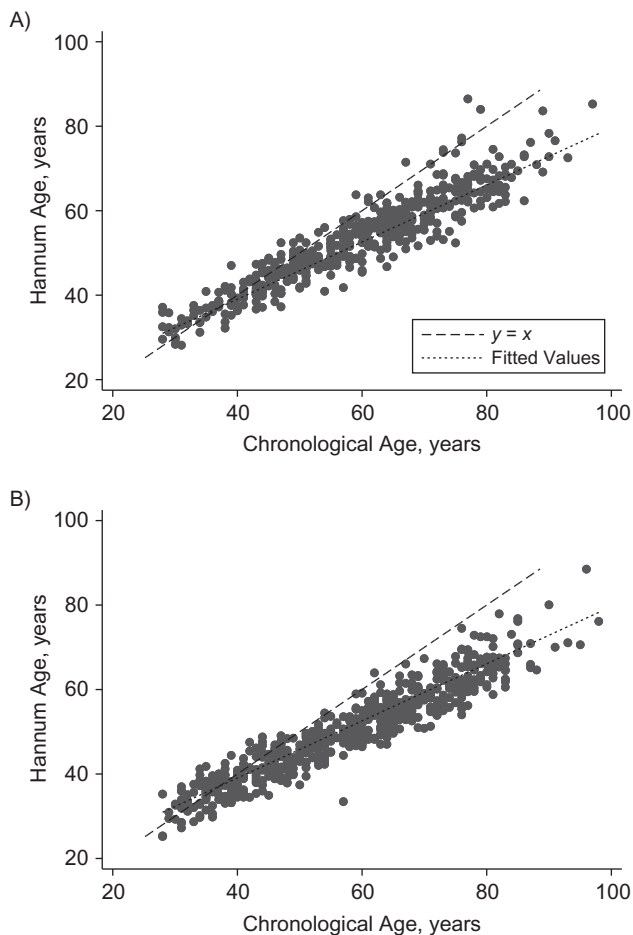 A)
100
80
60
40
20
Hannum Age, years
y = x
Fitted Values
20 40 60 80 100
Chronological Age, years
B)
100
80
60
40
20
Hannum Age, years
20 40 60 80 100
Chronological Age, years